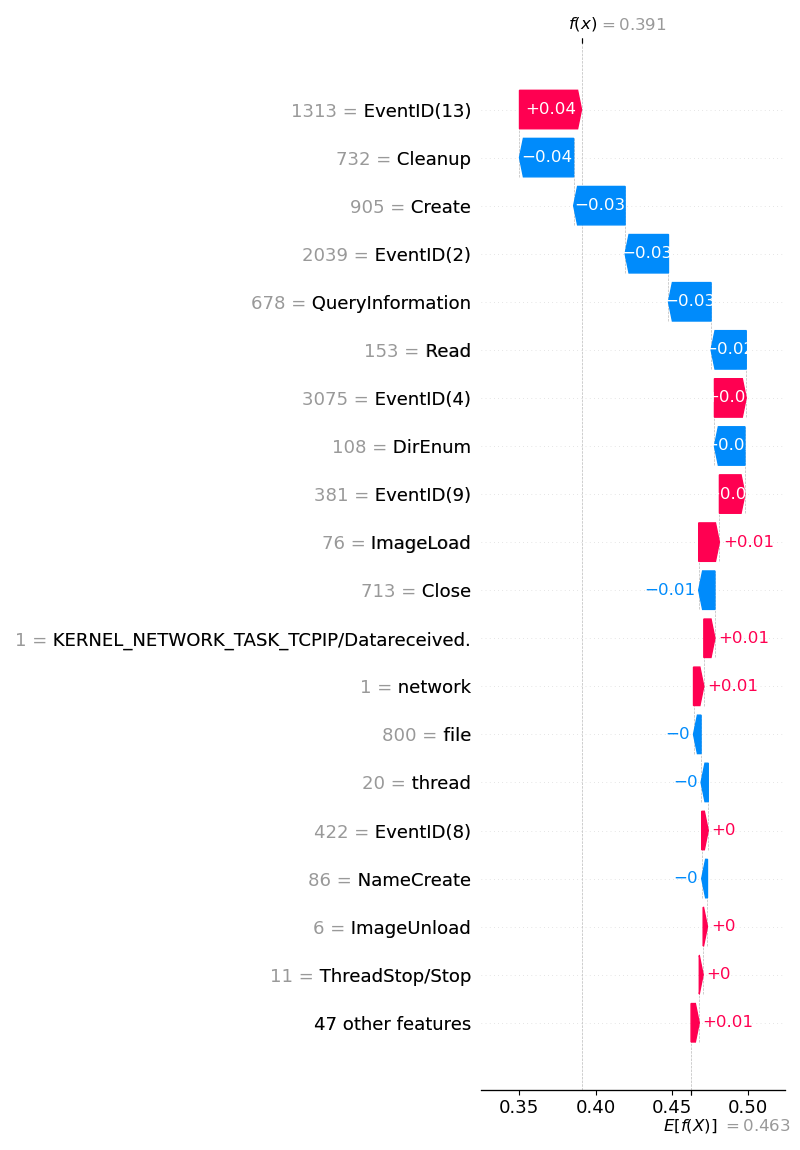 f(x) = 0.391
1313 = EventID(13)
+0.04
732 = Cleanup
−0.04
905 = Create
−0.03
2039 = EventID(2)
−0.03
678 = QueryInformation
−0.03
153 = Read
−0.02
3075 = EventID(4)
108 = DirEnum
381 = EventID(9)
76 = ImageLoad
+0.01
713 = Close
−0.01
1 = KERNEL_NETWORK_TASK_TCPIP/Datareceived.
+0.01
1 = network
+0.01
800 = file
−0
20 = thread
−0
422 = EventID(8)
+0
86 = NameCreate
−0
6 = ImageUnload
+0
11 = ThreadStop/Stop
+0
47 other features
+0.01
0.35 0.40 0.45 0.50
E[f(X)] = 0.463